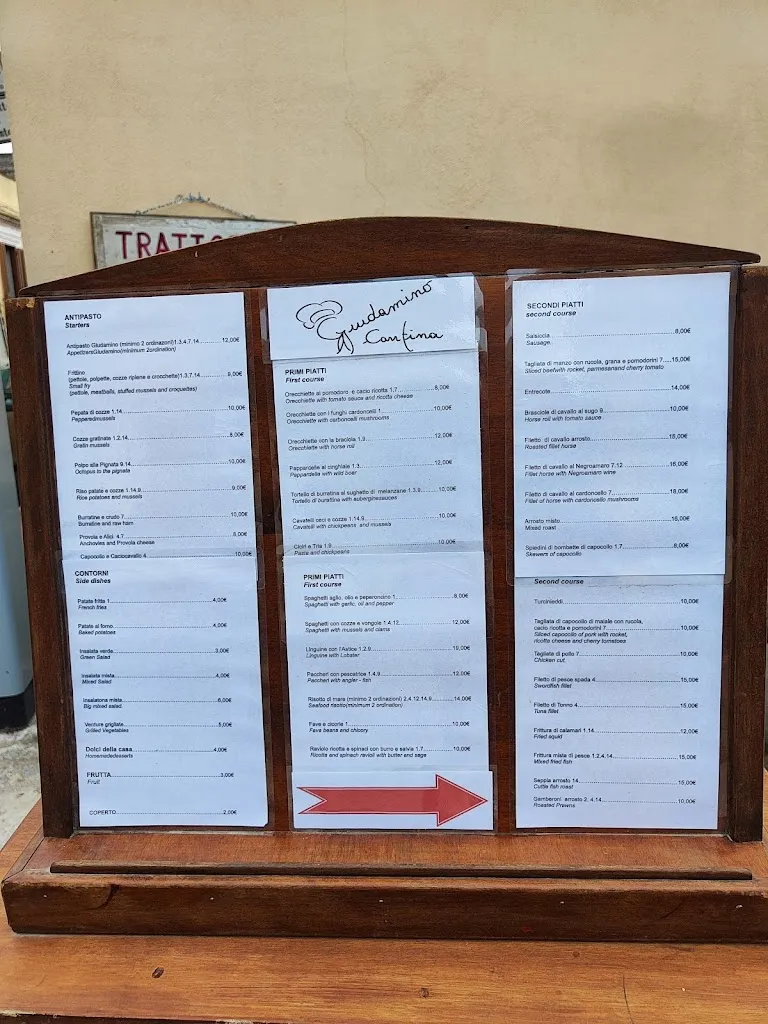 TRATTO
ANTIPASTO
Starters
Antipasto Giudamino (minimo 2 ordinazioni)1.3.4.7.14 12,00€
AppetizersGiudamino(minimum 2ordination)
Frittino
(pettole, polpette, cozze ripiene e crocchette)1.3.7.14 8,00€
Small fry
(pettole, meatballs, stuffed mussels and croquettes)
Pepata di cozze 1.14 10,00€
Pepparedmussels
Cozze gratinate 1.2.14 8,00€
Gratin mussels
Polpo alla Pignata 9.14 10,00€
Octopus to the pignata
Riso patate e cozze 1.14.9 9,00€
Rice potatoes and mussels
Burratine e crudo 7 10,00€
Burratine and raw ham
Provola e Alici 4.7 8,00€
Anchovies and Provola cheese
Capocollo e Caciocavallo 4 10,00€
CONTORNI
Side dishes
Patate fritte 1 4,00€
French fries
Patate al forno 4,00€
Baked potatoes
Insalata verde 3,00€
Green Salad
Insalata mista 4,00€
Mixed Salad
Insalatona mista 6,00€
Big mixed salad
Verdure grigliate 5,00€
Grilled Vegetables
Dolci della casa 4,00€
Homemadedesserts
FRUTTA 3,00€
Fruit
COPERTO 2,00€
Giudamino
Cantina
PRIMI PIATTI
First course
Orecchiette al pomodoro e cacio ricotta 1.7 8,00€
Orecchiette with tomato sauce and ricotta cheese
Orecchiette con i funghi cardoncelli 1 10,00€
Orecchiette with carboncelli mushrooms
Orecchiette con le braciola 1.9 12,00€
Orecchiette with horse roll
Pappardelle al cinghiale 1.3 12,00€
Pappardella with wild boar
Tortello di burratina al sughetto di melanzane 1.3.9 10,00€
Tortello di burattina with auberginesauces
Cavatelli ceci e cozze 1.14.9 10,00€
Cavatelli with chickpeans and mussels
Ciciri e Tria 1.9 10,00€
Pasta and chickpeans
PRIMI PIATTI
First course
Spaghetti aglio, olio e peperoncino 1 8,00€
Spaghetti with garlic, oil and pepper
Spaghetti con cozze e vongole 1.4.12 12,00€
Spaghetti with mussels and clams
Linguine con l'Astice 1.2.9 19,00€
Linguine with Lobster
Paccheri con pescatrice 1.4.9 12,00€
Paccheri with angler - fish
Risotto di mare (minimo 2 ordinazioni) 2.4.12.14.9 14,00€
Seafood risotto(minimum 2 ordination)
Fave e cicorie 1 10,00€
Fava beans and chicory
Raviolo ricotta e spinaci con burro e salvia 1.7 10,00€
Ricotta and spinach ravioli with butter and sage
SECONDI PIATTI
second course
Salsiccia 8,00€
Sausage
Tagliata di manzo con rucola, grana e pomodorini 7 15,00€
Sliced beefwith rocket, parmesanand cherry tomato
Entrecote 14,00€
Brasciole di cavallo al sugo 9 10,00€
Horse roll with tomato sauce
Filetto di cavallo arrosto 15,00€
Roasted fillet horse
Filetto di cavallo al Negroamaro 7.12 16,00€
Fillet horse with Negroamaro wine
Filetto di cavallo al cardoncello 7 18,00€
Fillet of horse with cardoncello mushrooms
Arrosto misto 16,00€
Mixed roast
Spiedini di bombette di capocollo 1.7 8,00€
Skewers of capocollo
Second course
Turcinieddi 10,00€
Tagliata di capocollo di maiale con rucola,
cacio ricotta e pomodorini 7 10,00€
Sliced capocollo of pork with rocket,
ricotta cheese and cherry tomatoes
Tagliata di pollo 7 10,00€
Chicken cut,
Filetto di pesce spada 4 15,00€
Swordfish fillet
Filetto di Tonno 4 15,00€
Tuna fillet
Frittura di calamari 1.14 12,00€
Fried squid
Frittura mista di pesce 1.2.4.14 15,00€
Mixed fried fish
Seppia arrosto 14 15,00€
Cuttle fish roast
Gamberoni arrosto 2. 4.14 10,00€
Roasted Prawns